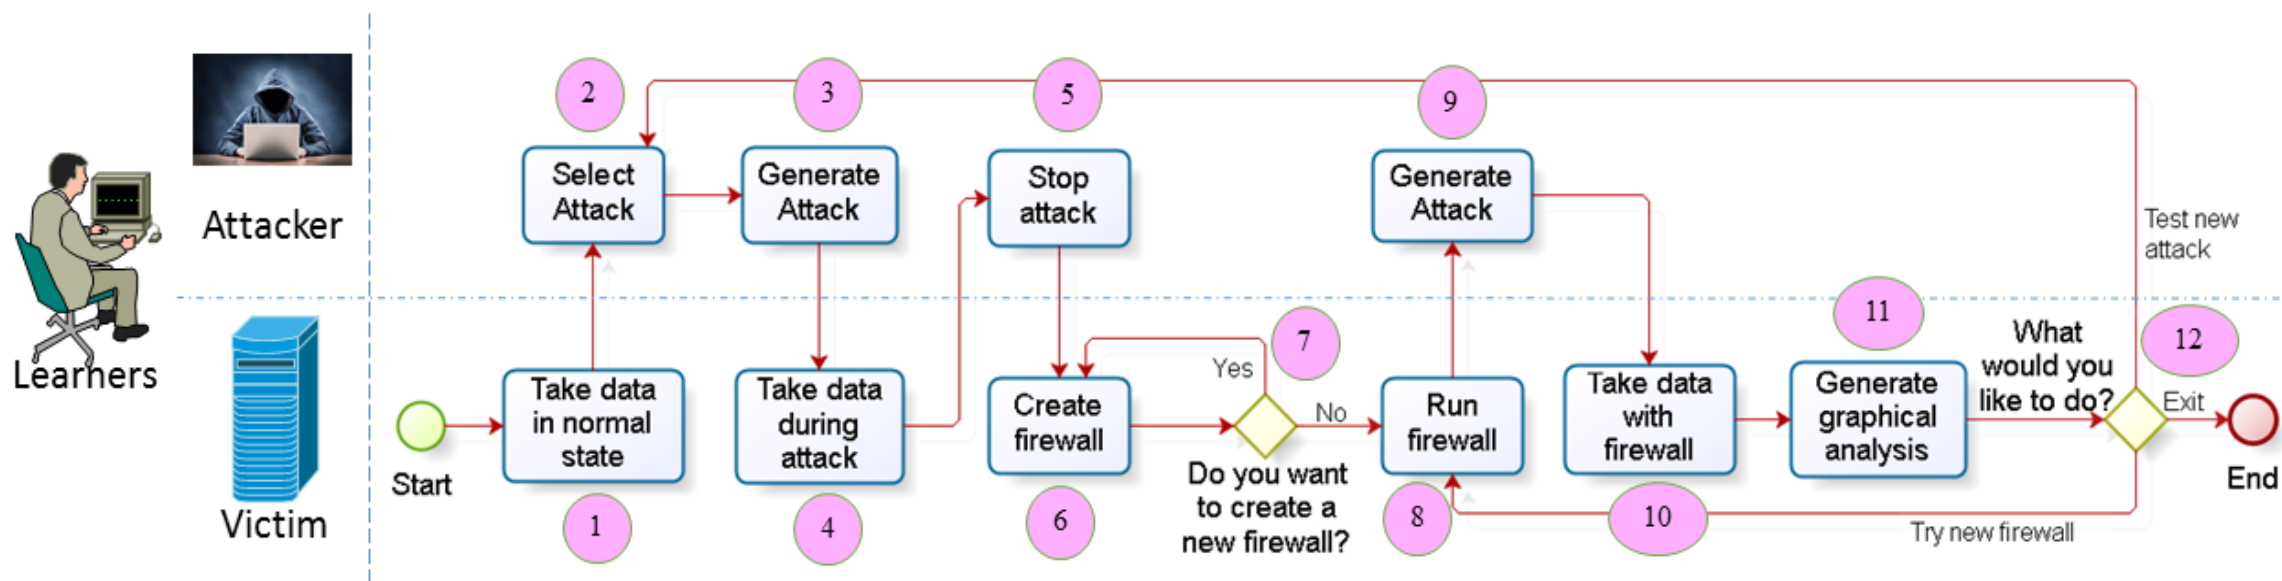 2
3
5
9
Select
Attack
Generate
Attack
Stop
attack
Generate
Attack
Attacker
Test new
attack
Learners
Victim
Start
Take data
in normal
state
1
Take data
during
attack
4
Create
firewall
6
Yes
7
No
Do you want
to create a
new firewall?
Run
firewall
8
Take data
with
firewall
10
Generate
graphical
analysis
11
What
would you
like to do?
12
Exit
End
Try new firewall